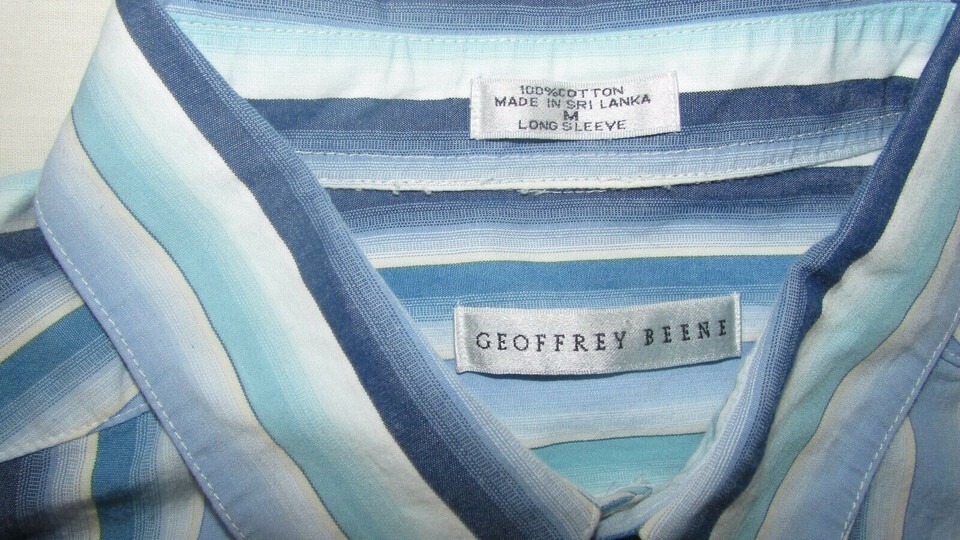 100%COTTON
MADE IN SRI LANKA
M
LONG SLEEVE
GEOFFREY BEENE